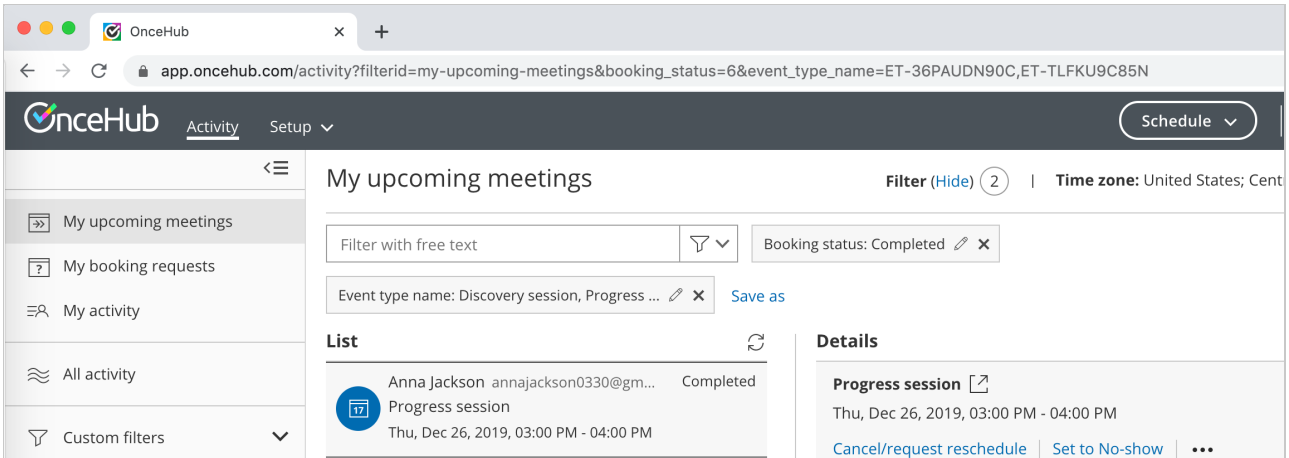 OnceHub
app.oncehub.com/activity?filterid=my-upcoming-meetings&booking_status=6&event_type_name=ET-36PAUDN90C,ET-TLFKU9C85N
OnceHub Activity Setup Schedule
My upcoming meetings Filter (Hide) 2 | Time zone: United States; Cent
My upcoming meetings
Filter with free text Booking status: Completed
My booking requests
Event type name: Discovery session, Progress ... Save as
My activity
List Details
All activity
Anna Jackson annajackson0330@gm... Completed
Progress session
Progress session
17
Thu, Dec 26, 2019, 03:00 PM - 04:00 PM
Thu, Dec 26, 2019, 03:00 PM - 04:00 PM
Custom filters
Cancel/request reschedule | Set to No-show | •••